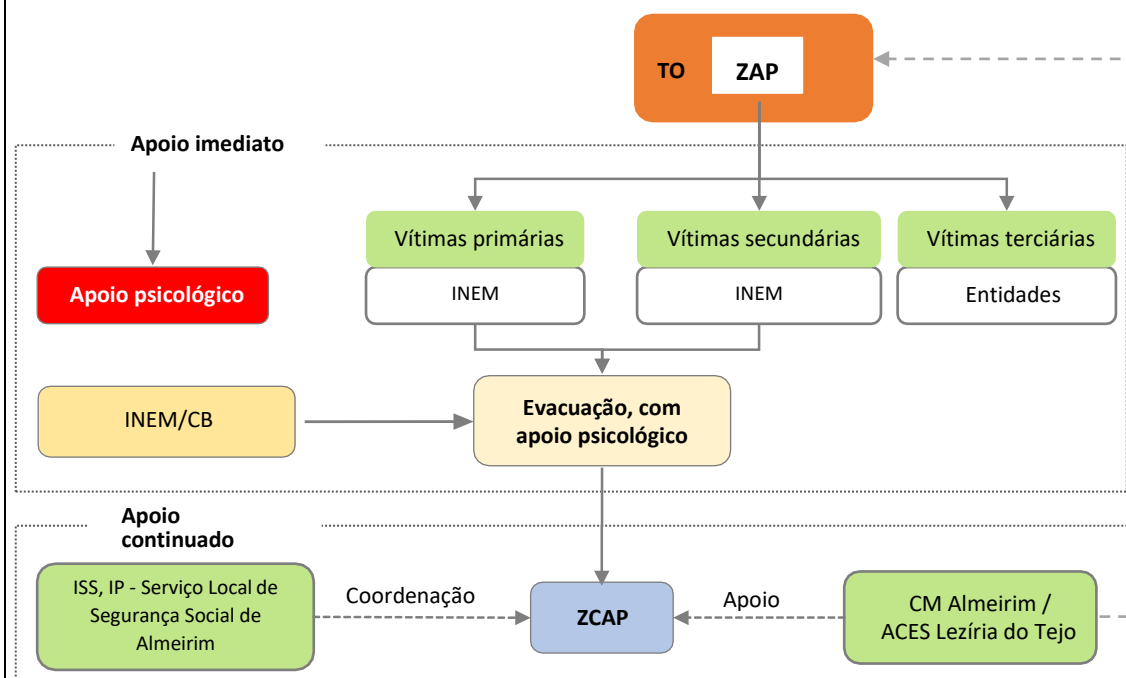 TO
ZAP
Apoio imediato
Vítimas primárias
Vítimas secundárias
Vítimas terciárias
INEM
INEM
Entidades
Apoio psicológico
INEM/CB
Evacuação, com
apoio psicológico
Apoio
continuado
ISS, IP - Serviço Local de
Segurança Social de
Almeirim
Coordenação
ZCAP
Apoio
CM Almeirim /
ACES Lezíria do Tejo